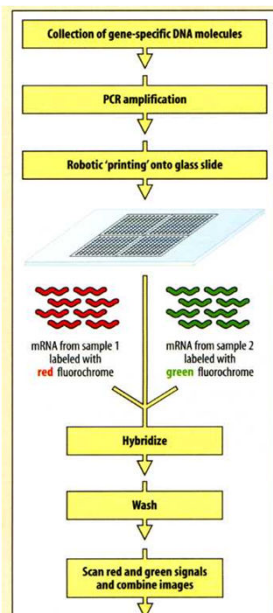 Collection of gene-specific DNA molecules
PCR amplification
Robotic ‘printing’ onto glass slide
mRNA from sample 1
labeled with
red fluorochrome
mRNA from sample 2
labeled with
green fluorochrome
Hybridize
Wash
Scan red and green signals
and combine images